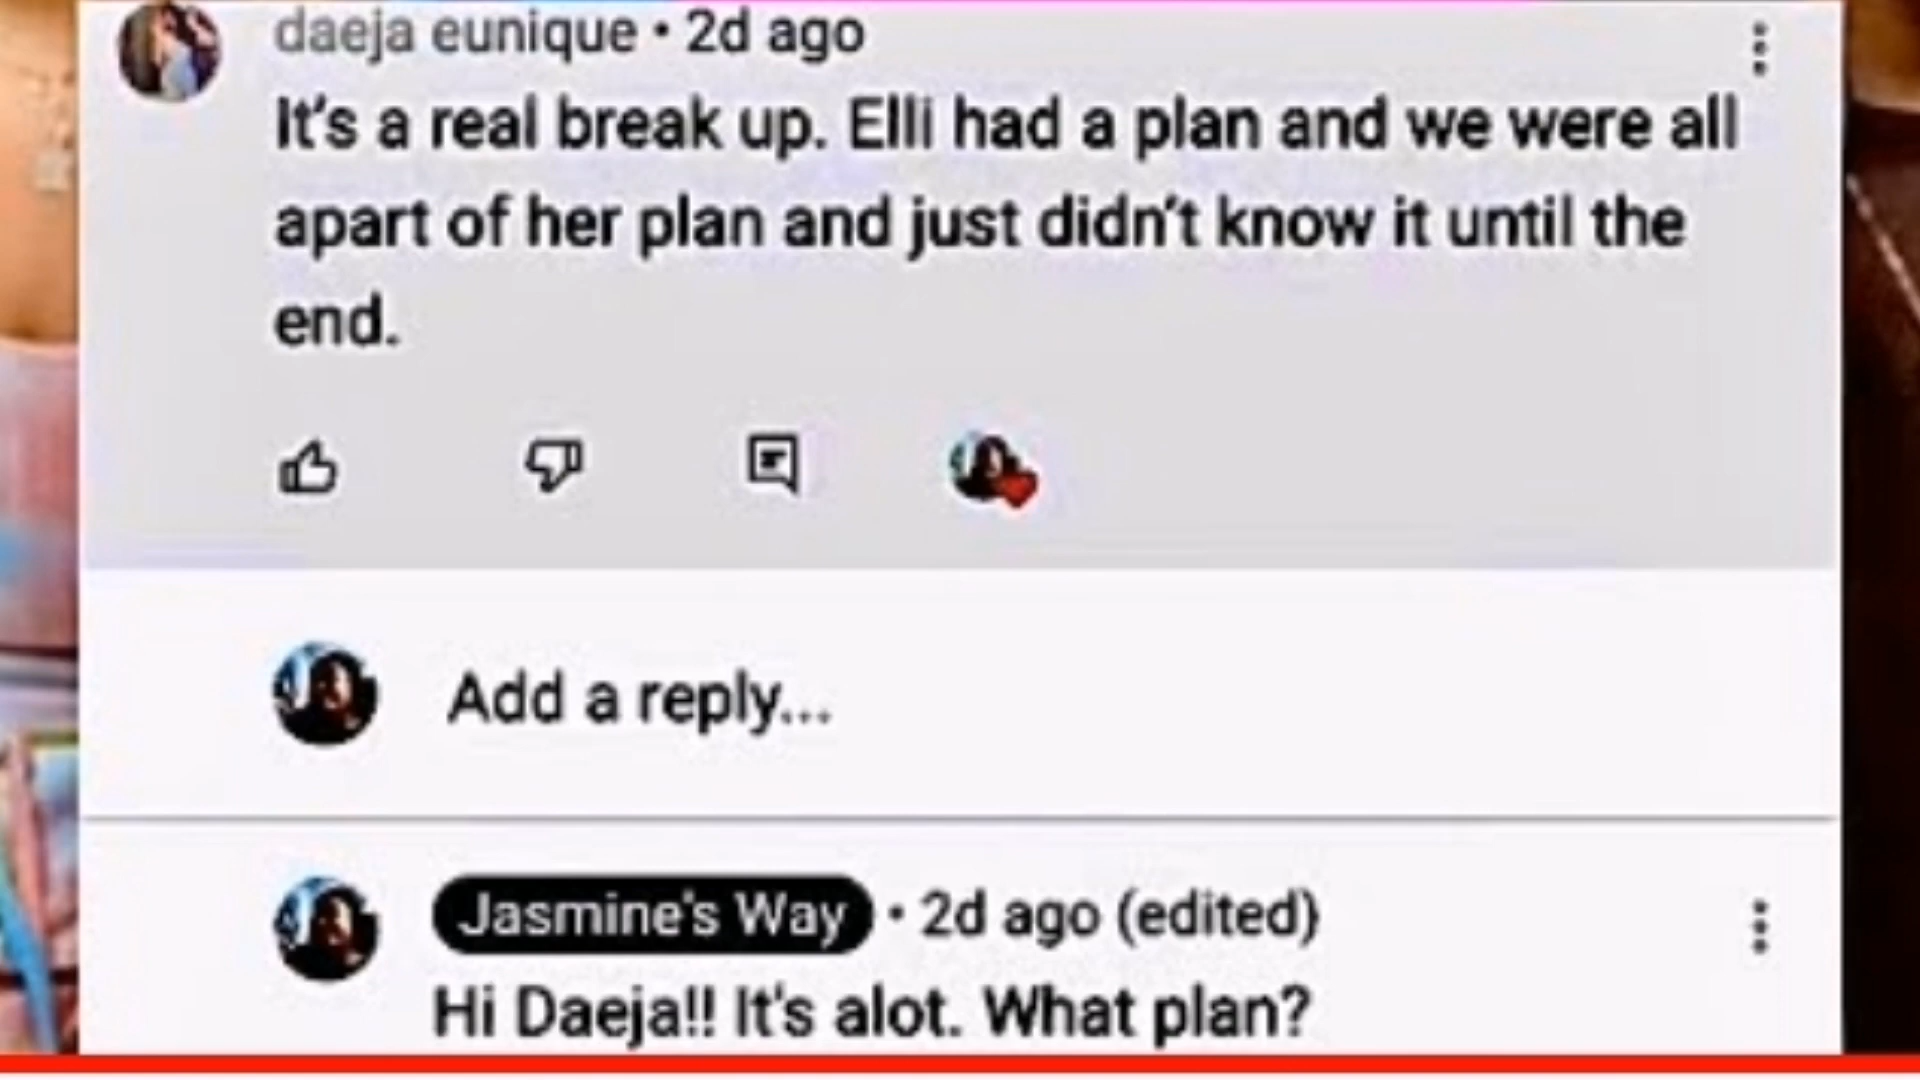 daeja eunique • 2d ago
It's a real break up. Elli had a plan and we were all
apart of her plan and just didn't know it until the
end.
Add a reply...
Jasmine's Way • 2d ago (edited)
Hi Daeja!! It's alot. What plan?